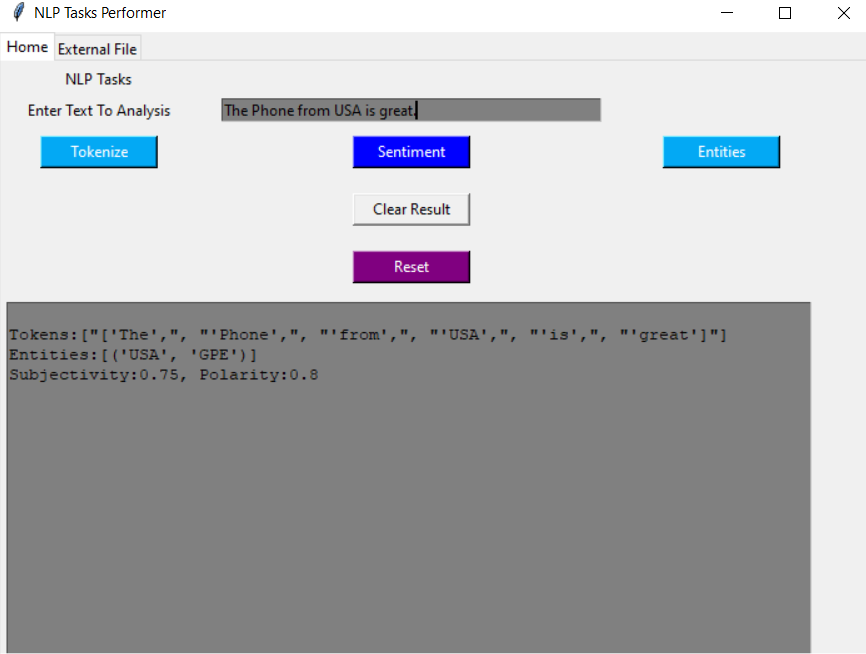 NLP Tasks Performer
Home External File
NLP Tasks
Enter Text To Analysis The Phone from USA is great.
Tokenize Sentiment Entities
Clear Result
Reset
Tokens:["['The',", "'Phone',", "'from',", "'USA',", "'is',", "'great']"]
Entities:[('USA', 'GPE')]
Subjectivity:0.75, Polarity:0.8